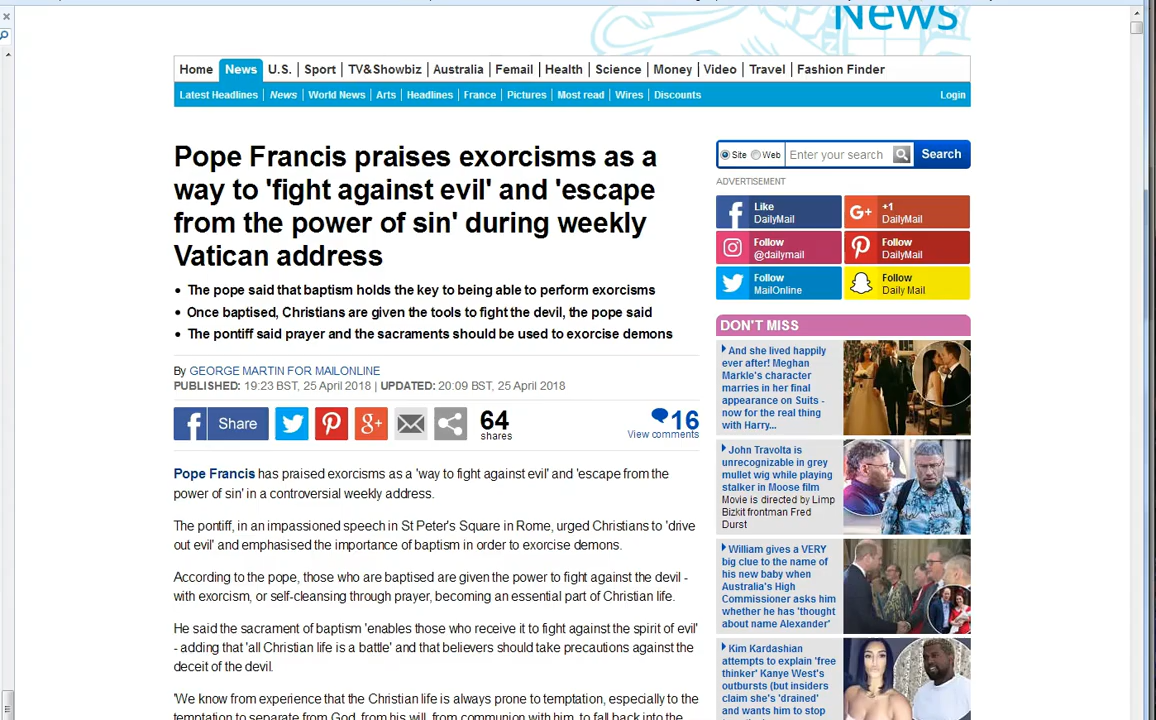 News
Home News U.S. Sport TV&Showbiz Australia Femail Health Science Money Video Travel Fashion Finder
Latest Headlines News World News Arts Headlines France Pictures Most read Wires Discounts Login
Pope Francis praises exorcisms as a
way to 'fight against evil' and 'escape
from the power of sin' during weekly
Vatican address
• The pope said that baptism holds the key to being able to perform exorcisms
• Once baptised, Christians are given the tools to fight the devil, the pope said
• The pontiff said prayer and the sacraments should be used to exorcise demons
By GEORGE MARTIN FOR MAILONLINE
PUBLISHED: 19:23 BST, 25 April 2018 | UPDATED: 20:09 BST, 25 April 2018
Share
64
shares
16
View comments
Pope Francis has praised exorcisms as a 'way to fight against evil' and 'escape from the
power of sin' in a controversial weekly address.
The pontiff, in an impassioned speech in St Peter's Square in Rome, urged Christians to 'drive
out evil' and emphasised the importance of baptism in order to exorcise demons.
According to the pope, those who are baptised are given the power to fight against the devil -
with exorcism, or self-cleansing through prayer, becoming an essential part of Christian life.
He said the sacrament of baptism 'enables those who receive it to fight against the spirit of evil'
- adding that 'all Christian life is a battle' and that believers should take precautions against the
deceit of the devil.
'We know from experience that the Christian life is always prone to temptation, especially to the
temptation to separate from God, from his will, from communion with him, to fall back into the
Site Web Enter your search Search
ADVERTISEMENT
Like
DailyMail
+1
DailyMail
Follow
@dailymail
Follow
DailyMail
Follow
MailOnline
Follow
Daily Mail
DON'T MISS
And she lived happily
ever after! Meghan
Markle's character
marries in her final
appearance on Suits -
now for the real thing
with Harry...
John Travolta is
unrecognizable in grey
mullet wig while playing
stalker in Moose film
Movie is directed by Limp
Bizkit frontman Fred
Durst
William gives a VERY
big clue to the name of
his new baby when
Australia's High
Commissioner asks him
whether he has 'thought
about name Alexander'
Kim Kardashian
attempts to explain 'free
thinker' Kanye West's
outbursts (but insiders
claim she's 'drained'
and wants him to stop